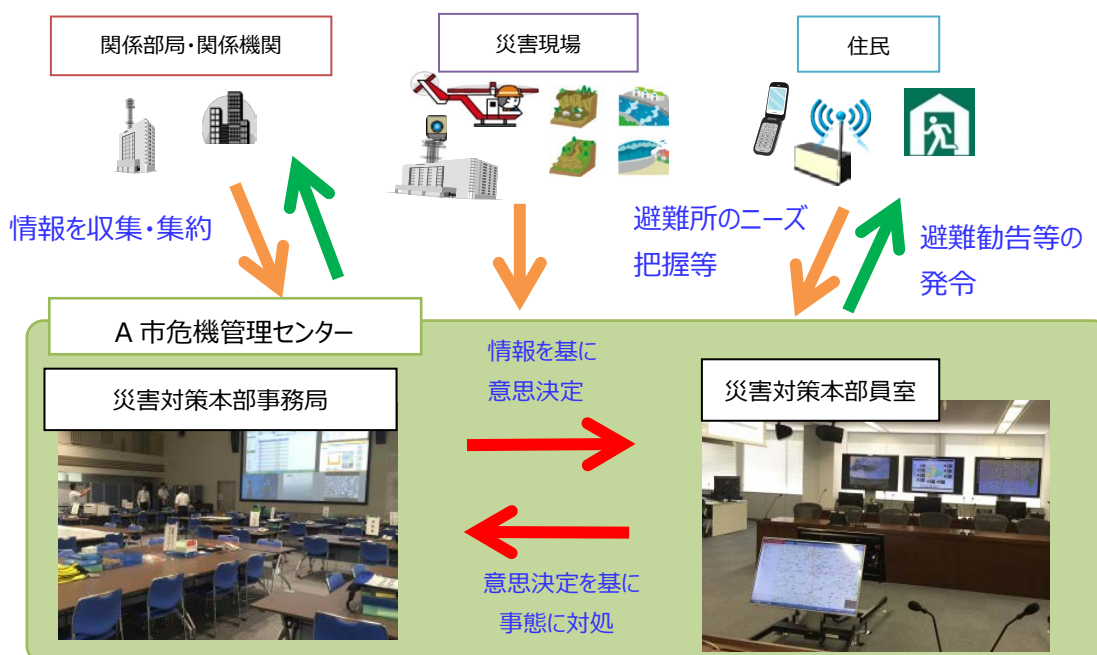 関係部局・関係機関
災害現場
住民
情報を収集・集約
避難所のニーズ
把握等
避難勧告等の
発令
A 市危機管理センター
災害対策本部事務局
情報を基に
意思決定
災害対策本部員室
意思決定を基に
事態に対処